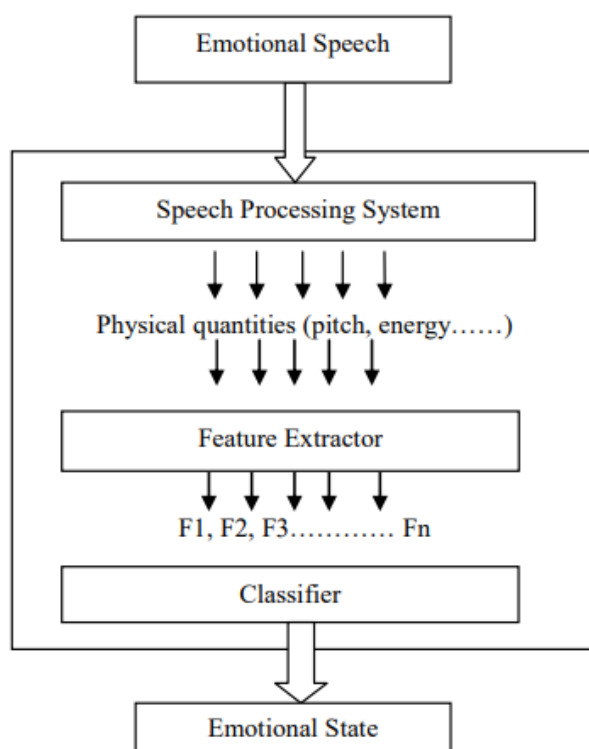 Emotional Speech
Speech Processing System
Physical quantities (pitch, energy……)
Feature Extractor
F1, F2, F3………… Fn
Classifier
Emotional State